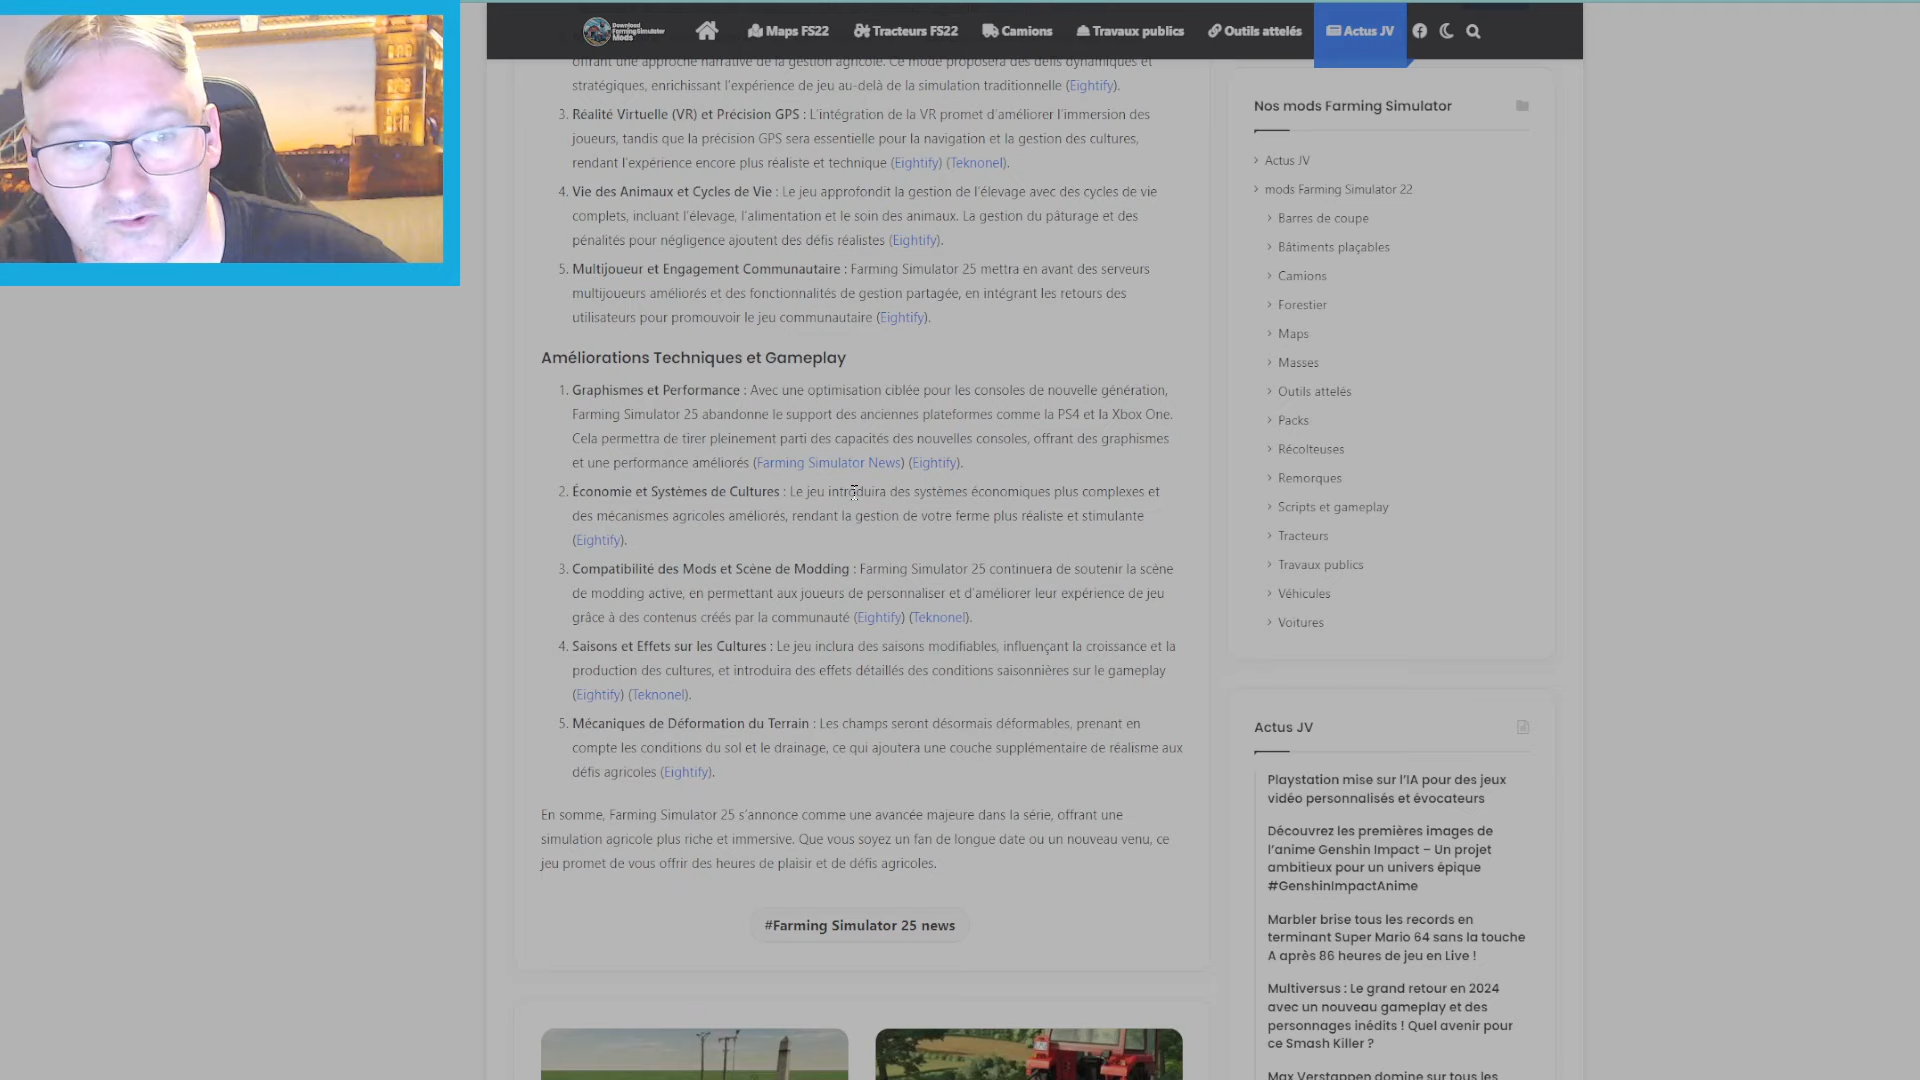 Download
Farming Simulator
Mods
Maps FS22
Tracteurs FS22
Camions
Travaux publics
Outils attelés
Actus JV
offrant une approche narrative de la gestion agricole. Ce mode proposera des défis dynamiques et
stratégiques, enrichissant l'expérience de jeu au-delà de la simulation traditionnelle (Eightify).
3. Réalité Virtuelle (VR) et Précision GPS : L'intégration de la VR promet d'améliorer l'immersion des
joueurs, tandis que la précision GPS sera essentielle pour la navigation et la gestion des cultures,
rendant l'expérience encore plus réaliste et technique (Eightify) (Teknonel).
4. Vie des Animaux et Cycles de Vie : Le jeu approfondit la gestion de l'élevage avec des cycles de vie
complets, incluant l'élevage, l'alimentation et le soin des animaux. La gestion du pâturage et des
pénalités pour négligence ajoutent des défis réalistes (Eightify).
5. Multijoueur et Engagement Communautaire : Farming Simulator 25 mettra en avant des serveurs
multijoueurs améliorés et des fonctionnalités de gestion partagée, en intégrant les retours des
utilisateurs pour promouvoir le jeu communautaire (Eightify).
Améliorations Techniques et Gameplay
1. Graphismes et Performance : Avec une optimisation ciblée pour les consoles de nouvelle génération,
Farming Simulator 25 abandonne le support des anciennes plateformes comme la PS4 et la Xbox One.
Cela permettra de tirer pleinement parti des capacités des nouvelles consoles, offrant des graphismes
et une performance améliorés (Farming Simulator News) (Eightify).
2. Économie et Systèmes de Cultures : Le jeu introduira des systèmes économiques plus complexes et
des mécanismes agricoles améliorés, rendant la gestion de votre ferme plus réaliste et stimulante
(Eightify).
3. Compatibilité des Mods et Scène de Modding : Farming Simulator 25 continuera de soutenir la scène
de modding active, en permettant aux joueurs de personnaliser et d'améliorer leur expérience de jeu
grâce à des contenus créés par la communauté (Eightify) (Teknonel).
4. Saisons et Effets sur les Cultures : Le jeu inclura des saisons modifiables, influençant la croissance et la
production des cultures, et introduira des effets détaillés des conditions saisonnières sur le gameplay
(Eightify) (Teknonel).
5. Mécaniques de Déformation du Terrain : Les champs seront désormais déformables, prenant en
compte les conditions du sol et le drainage, ce qui ajoutera une couche supplémentaire de réalisme aux
défis agricoles (Eightify).
En somme, Farming Simulator 25 s'annonce comme une avancée majeure dans la série, offrant une
simulation agricole plus riche et immersive. Que vous soyez un fan de longue date ou un nouveau venu, ce
jeu promet de vous offrir des heures de plaisir et de défis agricoles.
#Farming Simulator 25 news
Nos mods Farming Simulator
Actus JV
mods Farming Simulator 22
Barres de coupe
Bâtiments plaçables
Camions
Forestier
Maps
Masses
Outils attelés
Packs
Récolteuses
Remorques
Scripts et gameplay
Tracteurs
Travaux publics
Véhicules
Voitures
Actus JV
Playstation mise sur l'IA pour des jeux
vidéo personnalisés et évocateurs
Découvrez les premières images de
l'anime Genshin Impact – Un projet
ambitieux pour un univers épique
#GenshinImpactAnime
Marbler brise tous les records en
terminant Super Mario 64 sans la touche
A après 86 heures de jeu en Live !
Multiversus : Le grand retour en 2024
avec un nouveau gameplay et des
personnages inédits ! Quel avenir pour
ce Smash Killer ?
Max Verstappen domine sur tous les